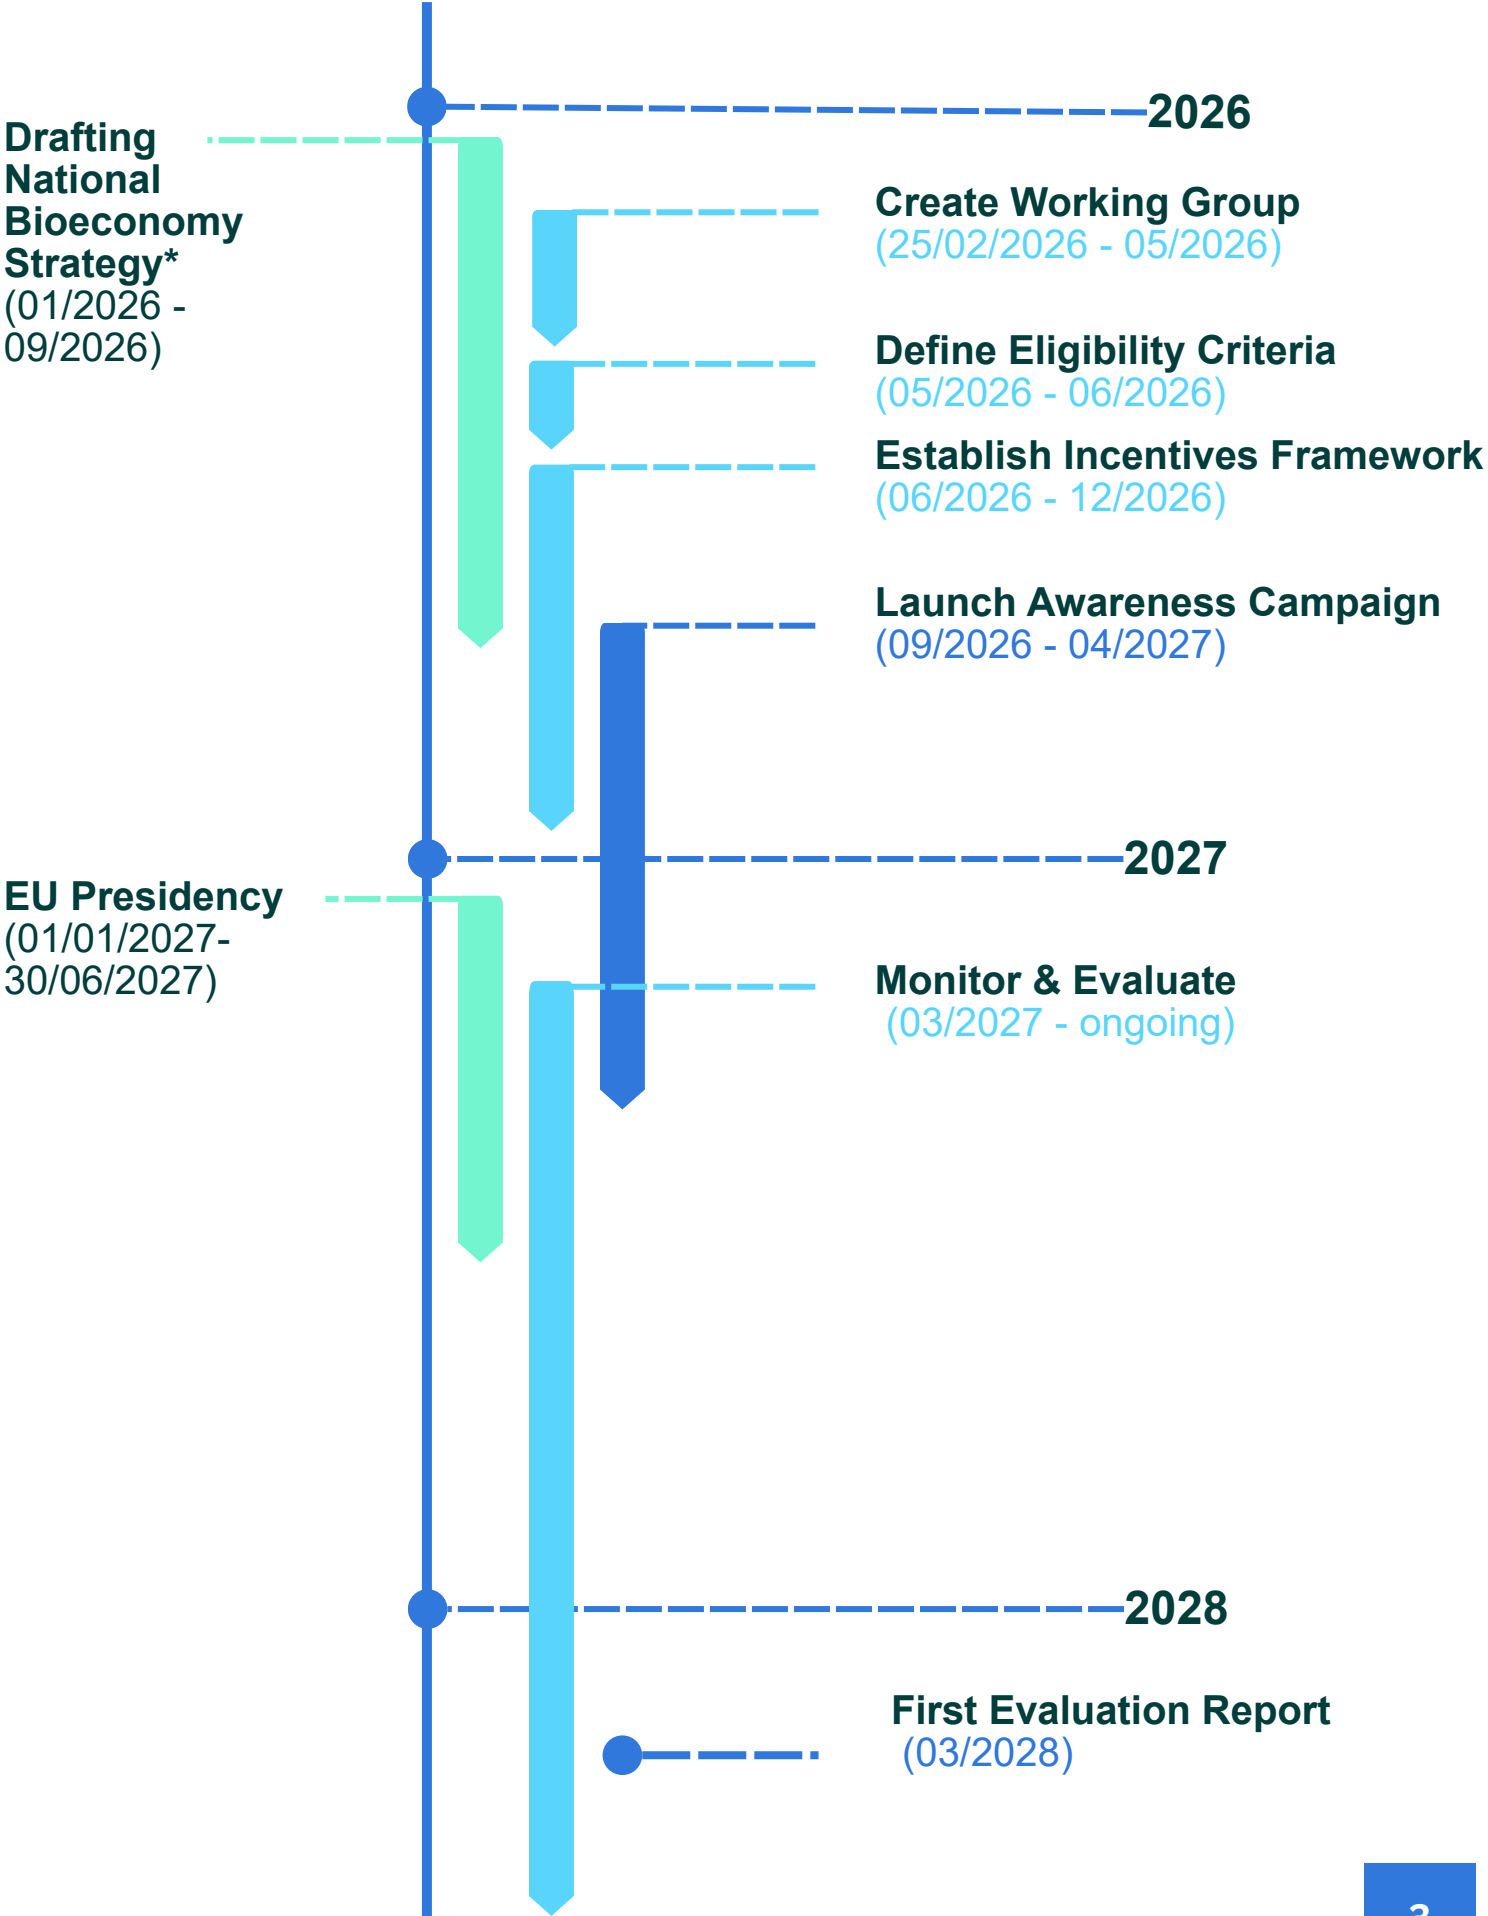 2026
Drafting
National
Bioeconomy
Strategy*
(01/2026 -
09/2026)
Create Working Group
(25/02/2026 - 05/2026)
Define Eligibility Criteria
(05/2026 - 06/2026)
Establish Incentives Framework
(06/2026 - 12/2026)
Launch Awareness Campaign
(09/2026 - 04/2027)
2027
EU Presidency
(01/01/2027-
30/06/2027)
Monitor & Evaluate
(03/2027 - ongoing)
2028
First Evaluation Report
(03/2028)